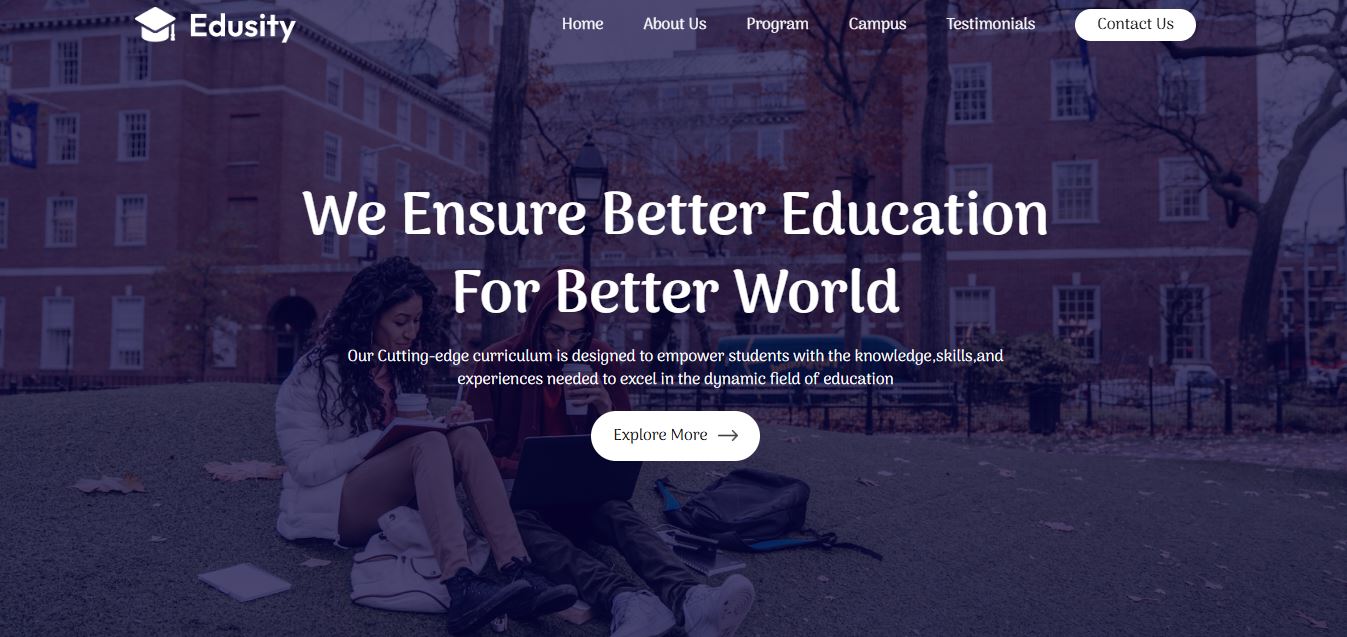 Edusity
Home About Us Program Campus Testimonials Contact Us
We Ensure Better Education
For Better World
Our Cutting-edge curriculum is designed to empower students with the knowledge,skills,and
experiences needed to excel in the dynamic field of education
Explore More →